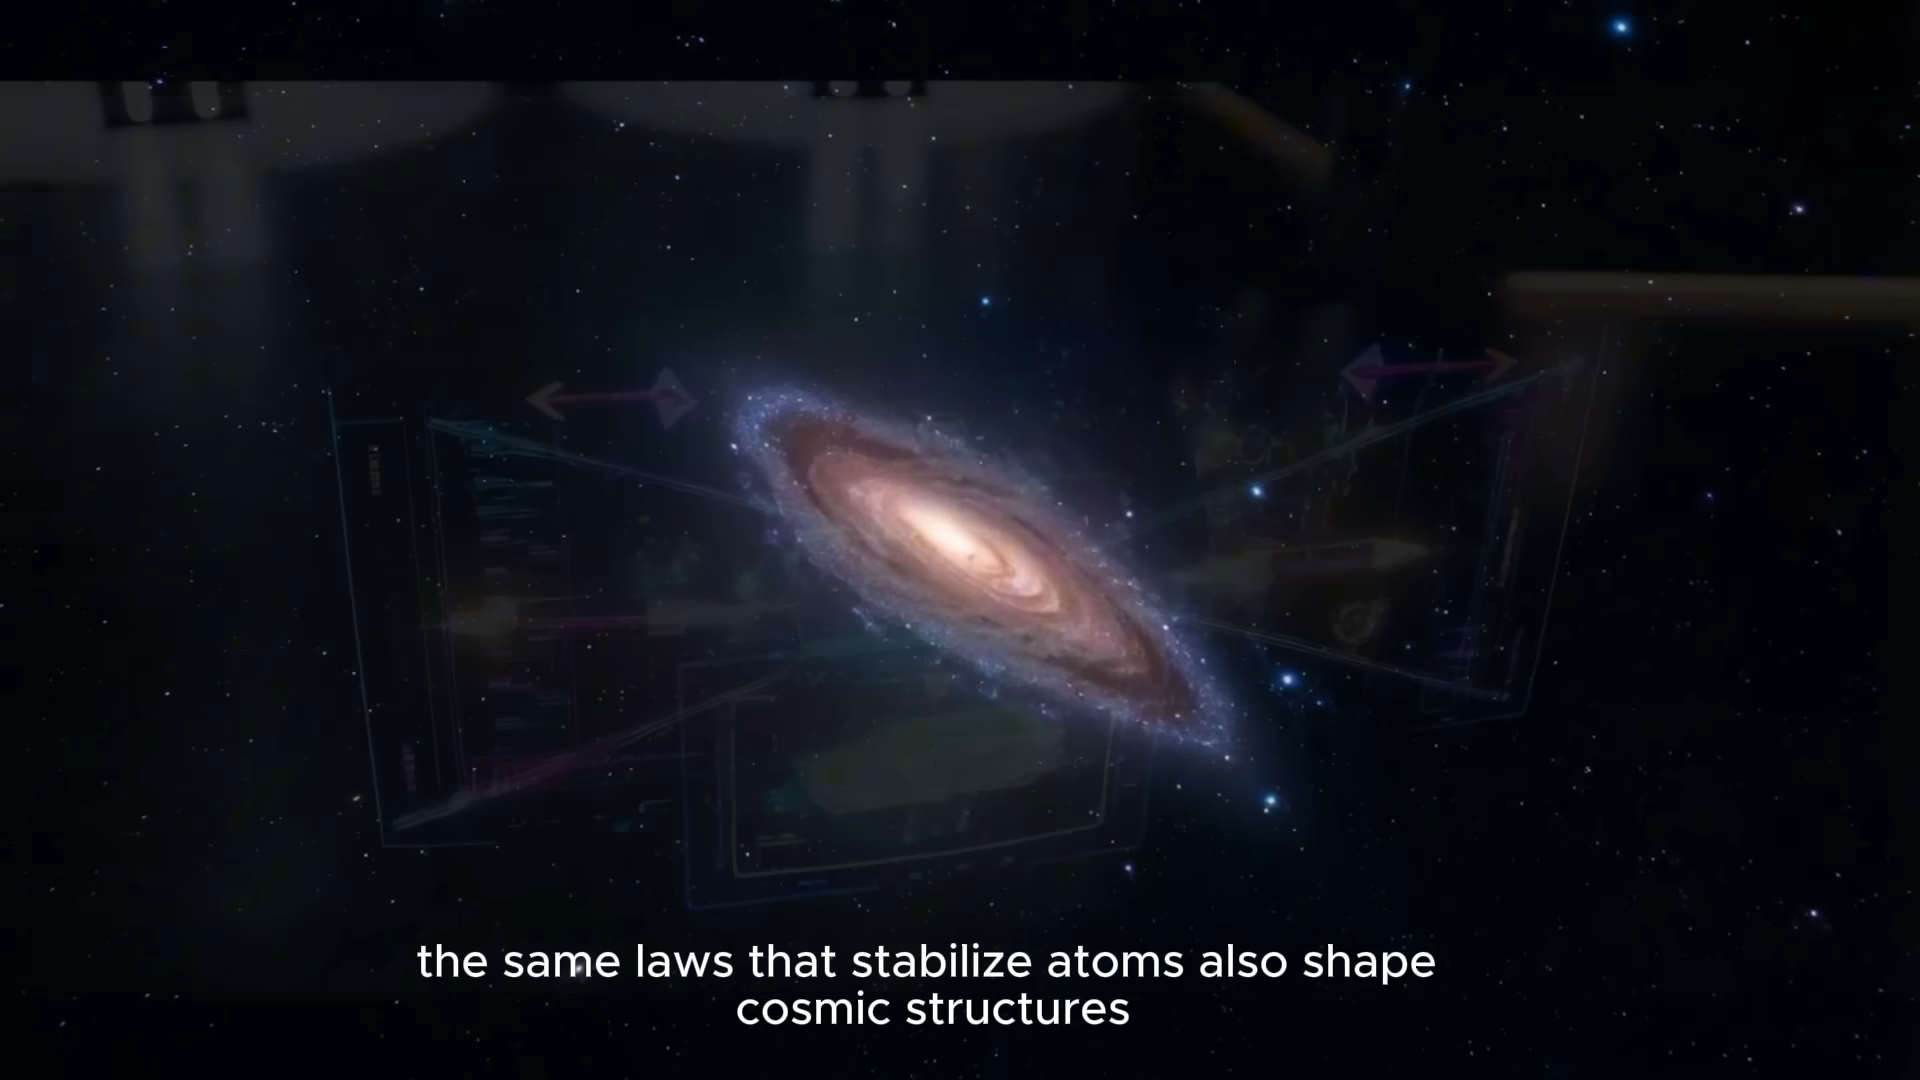 the same laws that stabilize atoms also shape
cosmic structures